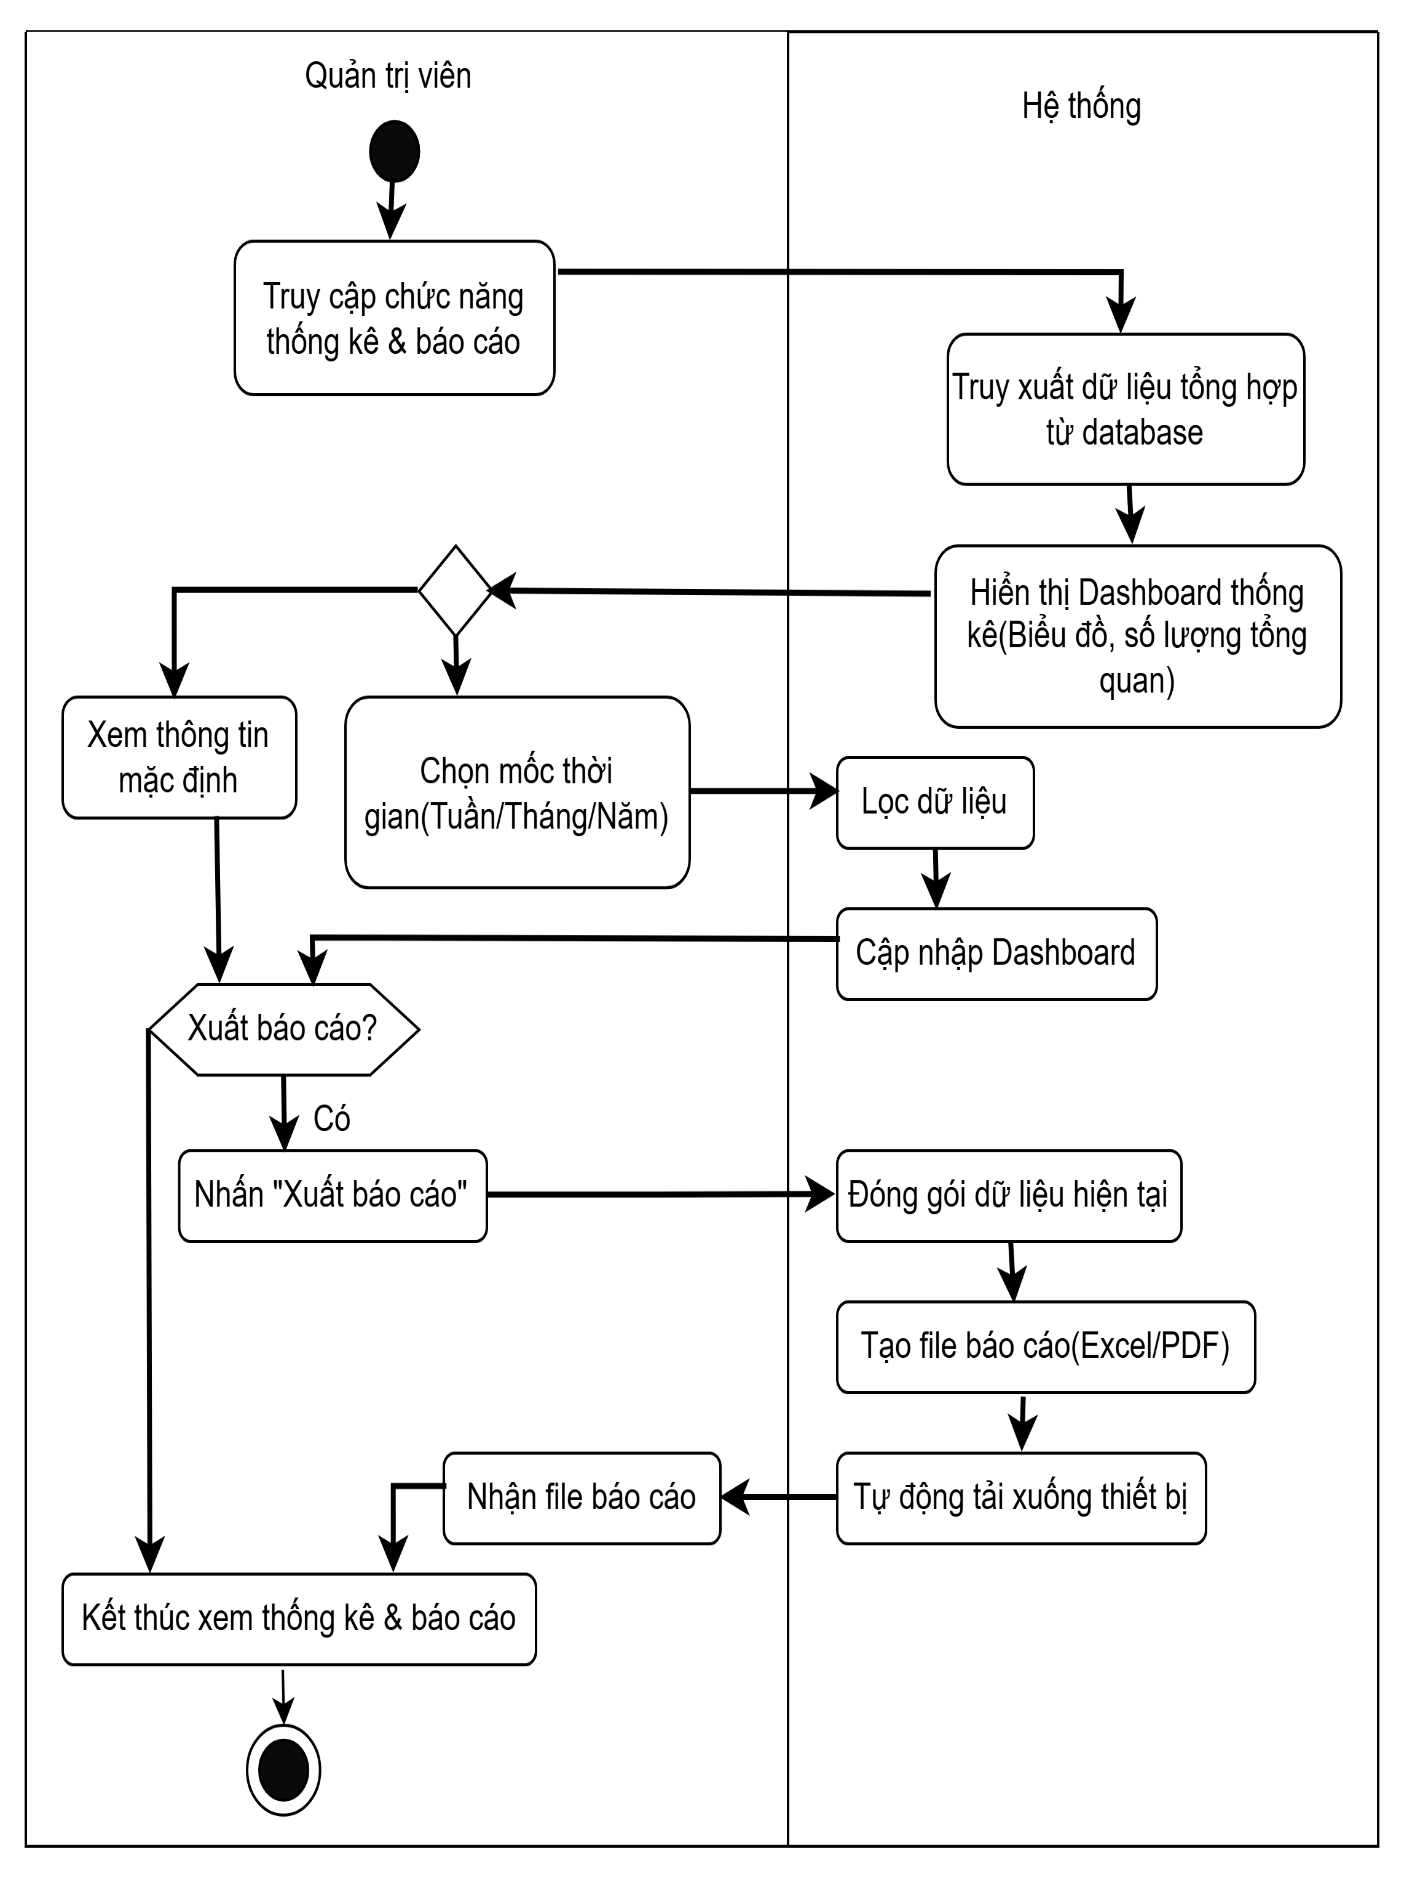 Quản trị viên
Hệ thống
Truy cập chức năng
thống kê & báo cáo
Truy xuất dữ liệu tổng hợp
từ database
Hiển thị Dashboard thống
kê(Biểu đồ, số lượng tổng
quan)
Xem thông tin
mặc định
Chọn mốc thời
gian(Tuần/Tháng/Năm)
Lọc dữ liệu
Cập nhập Dashboard
Xuất báo cáo?
Có
Nhấn "Xuất báo cáo"
Đóng gói dữ liệu hiện tại
Tạo file báo cáo(Excel/PDF)
Nhận file báo cáo
Tự động tải xuống thiết bị
Kết thúc xem thống kê & báo cáo